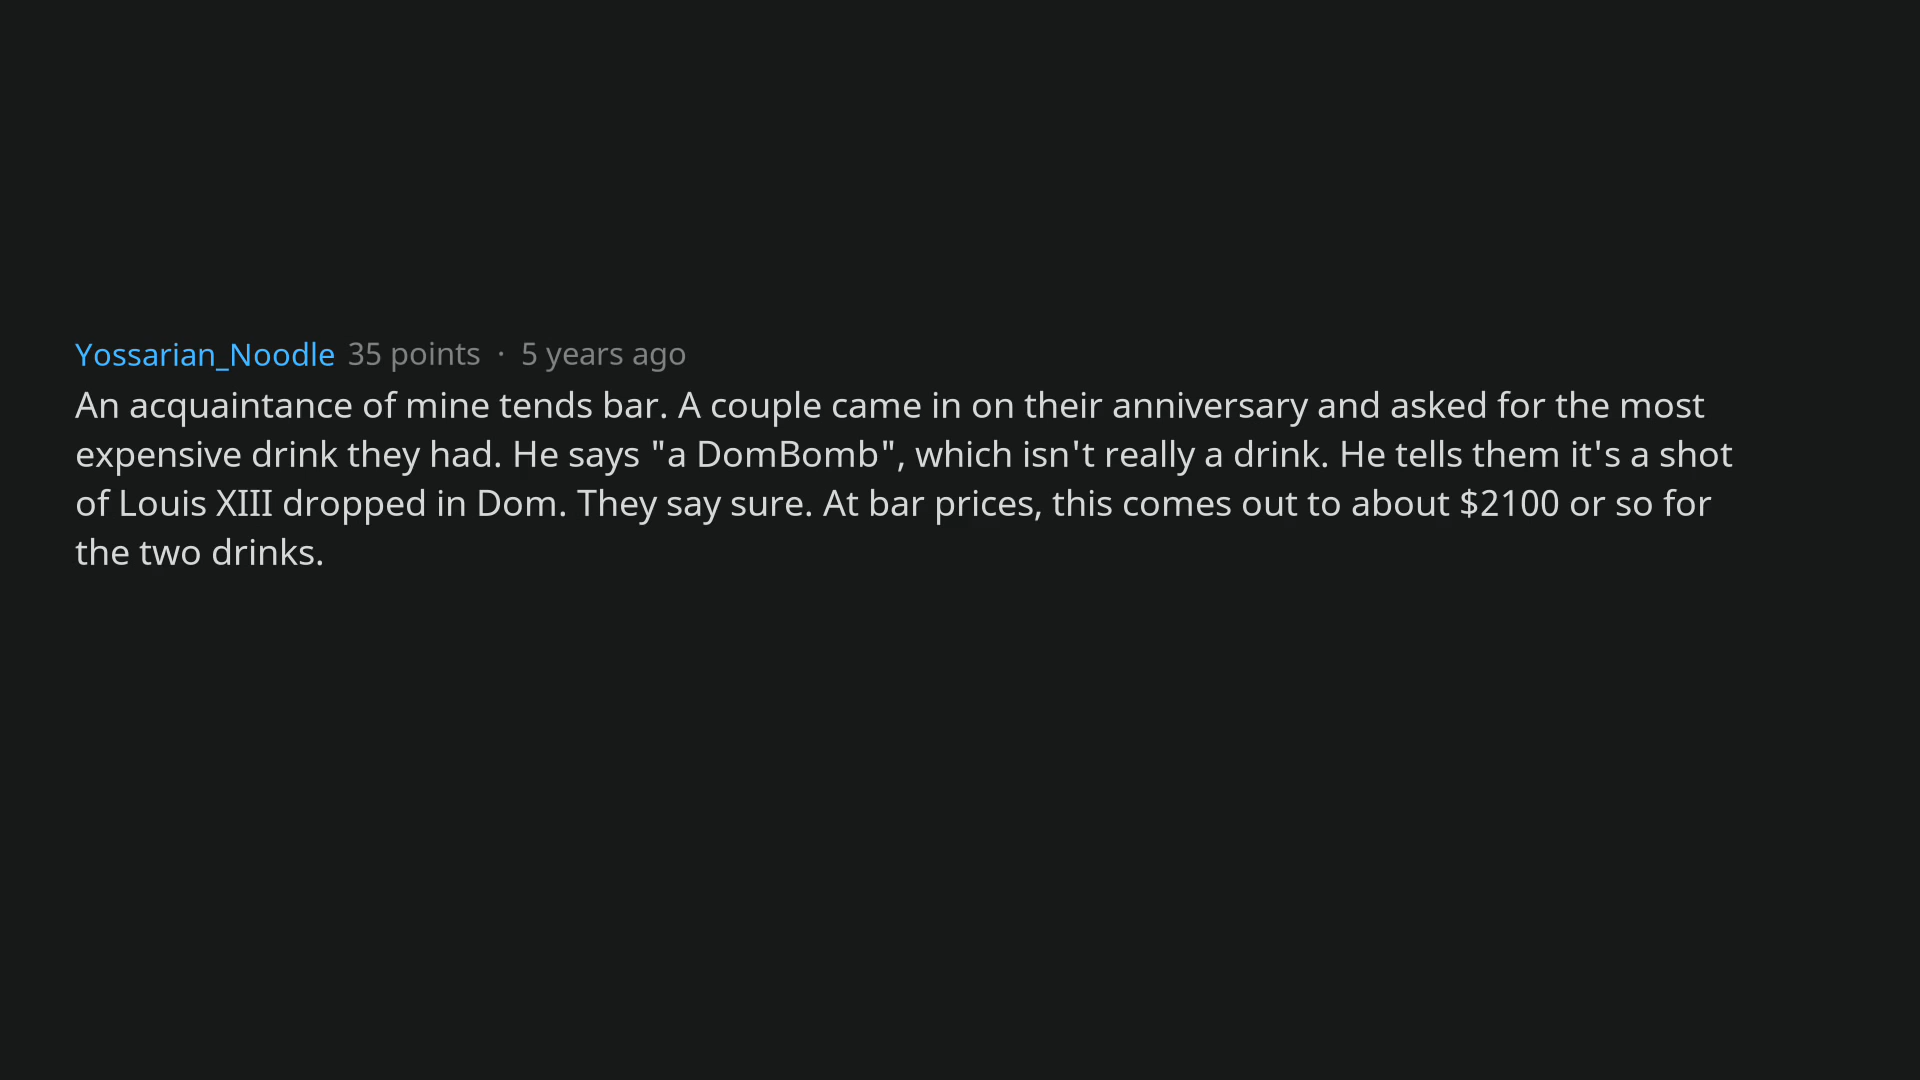 Yossarian_Noodle 35 points · 5 years ago
An acquaintance of mine tends bar. A couple came in on their anniversary and asked for the most
expensive drink they had. He says "a DomBomb", which isn't really a drink. He tells them it's a shot
of Louis XIII dropped in Dom. They say sure. At bar prices, this comes out to about $2100 or so for
the two drinks.